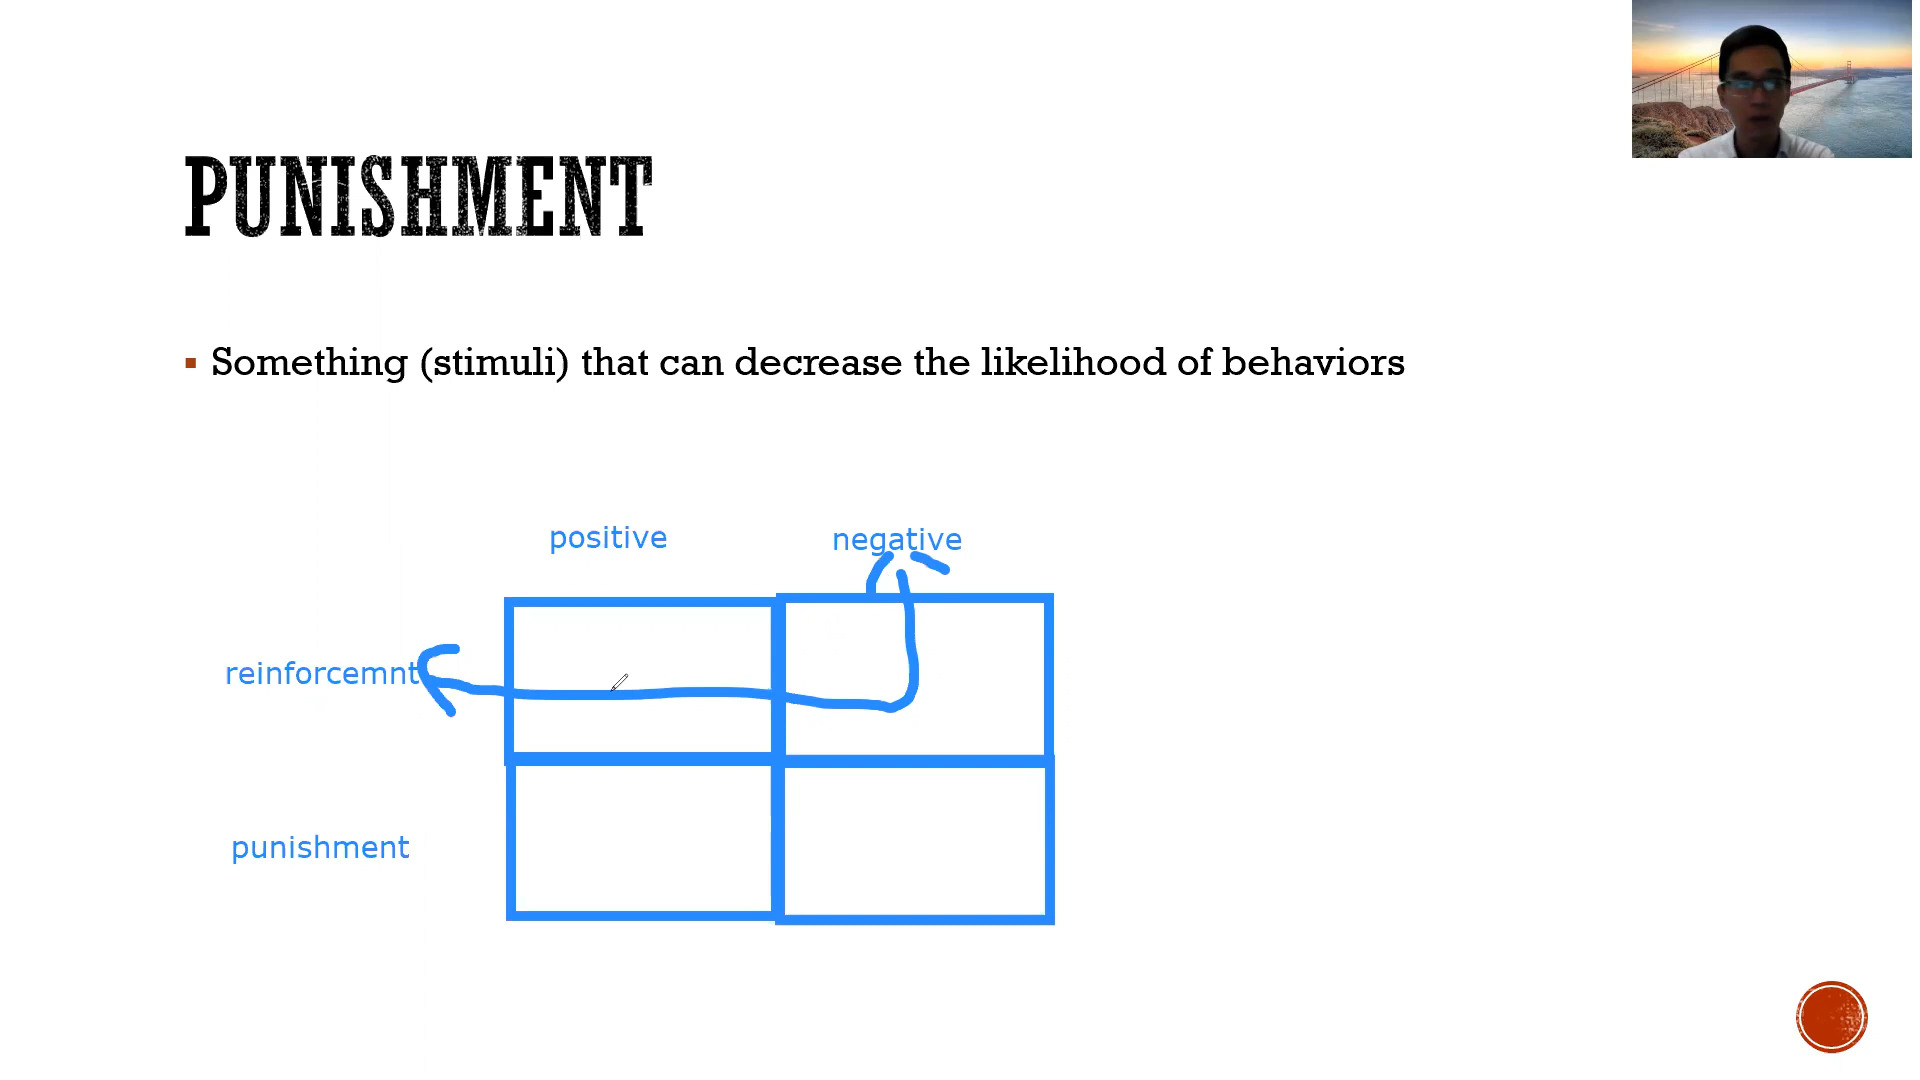 PUNISHMENT
Something (stimuli) that can decrease the likelihood of behaviors
positive negative
reinforcemnt
punishment